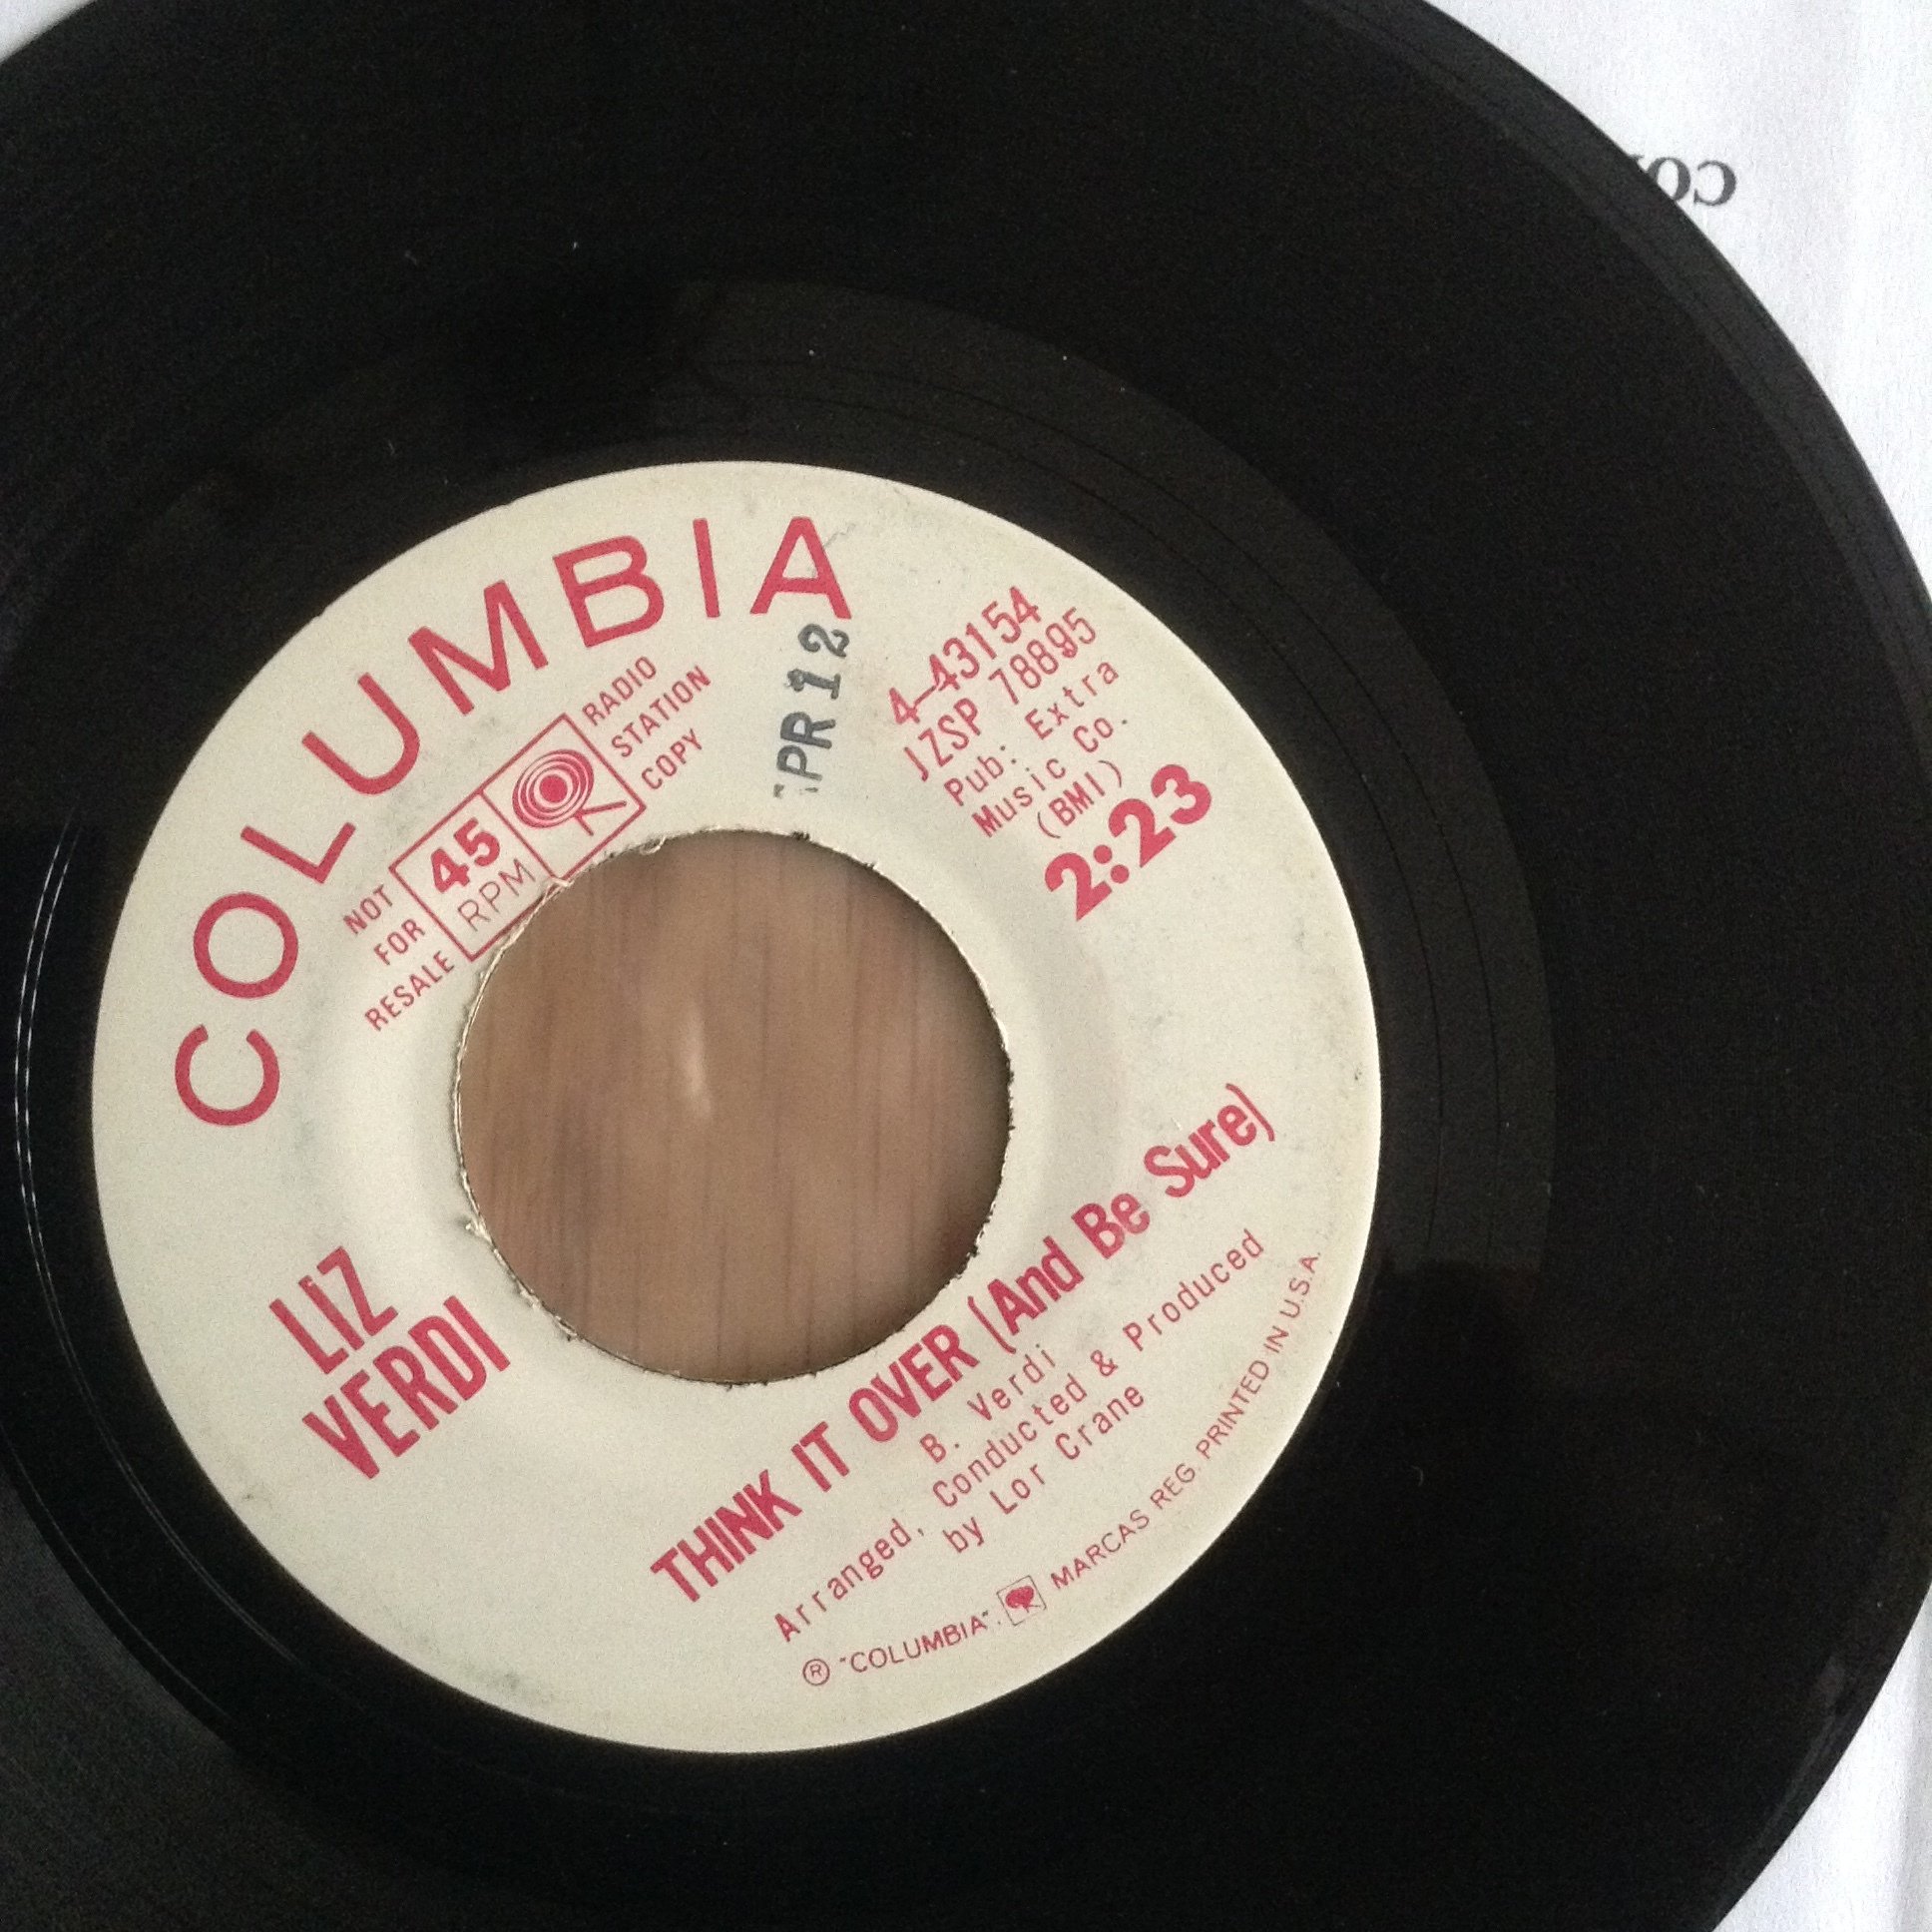 COLUMBIA
NOT
FOR
RESALE
45
RPM
RADIO
STATION
COPY
PR 12
4-43154
JZSP 78895
Pub: Extra
Music Co.
(BMI)
2:23
LIZ
VERDI
THINK IT OVER (And Be Sure)
B. Verdi
Arranged, Conducted & Produced
by Lor Crane
® "COLUMBIA", MARCAS REG. PRINTED IN U.S.A.